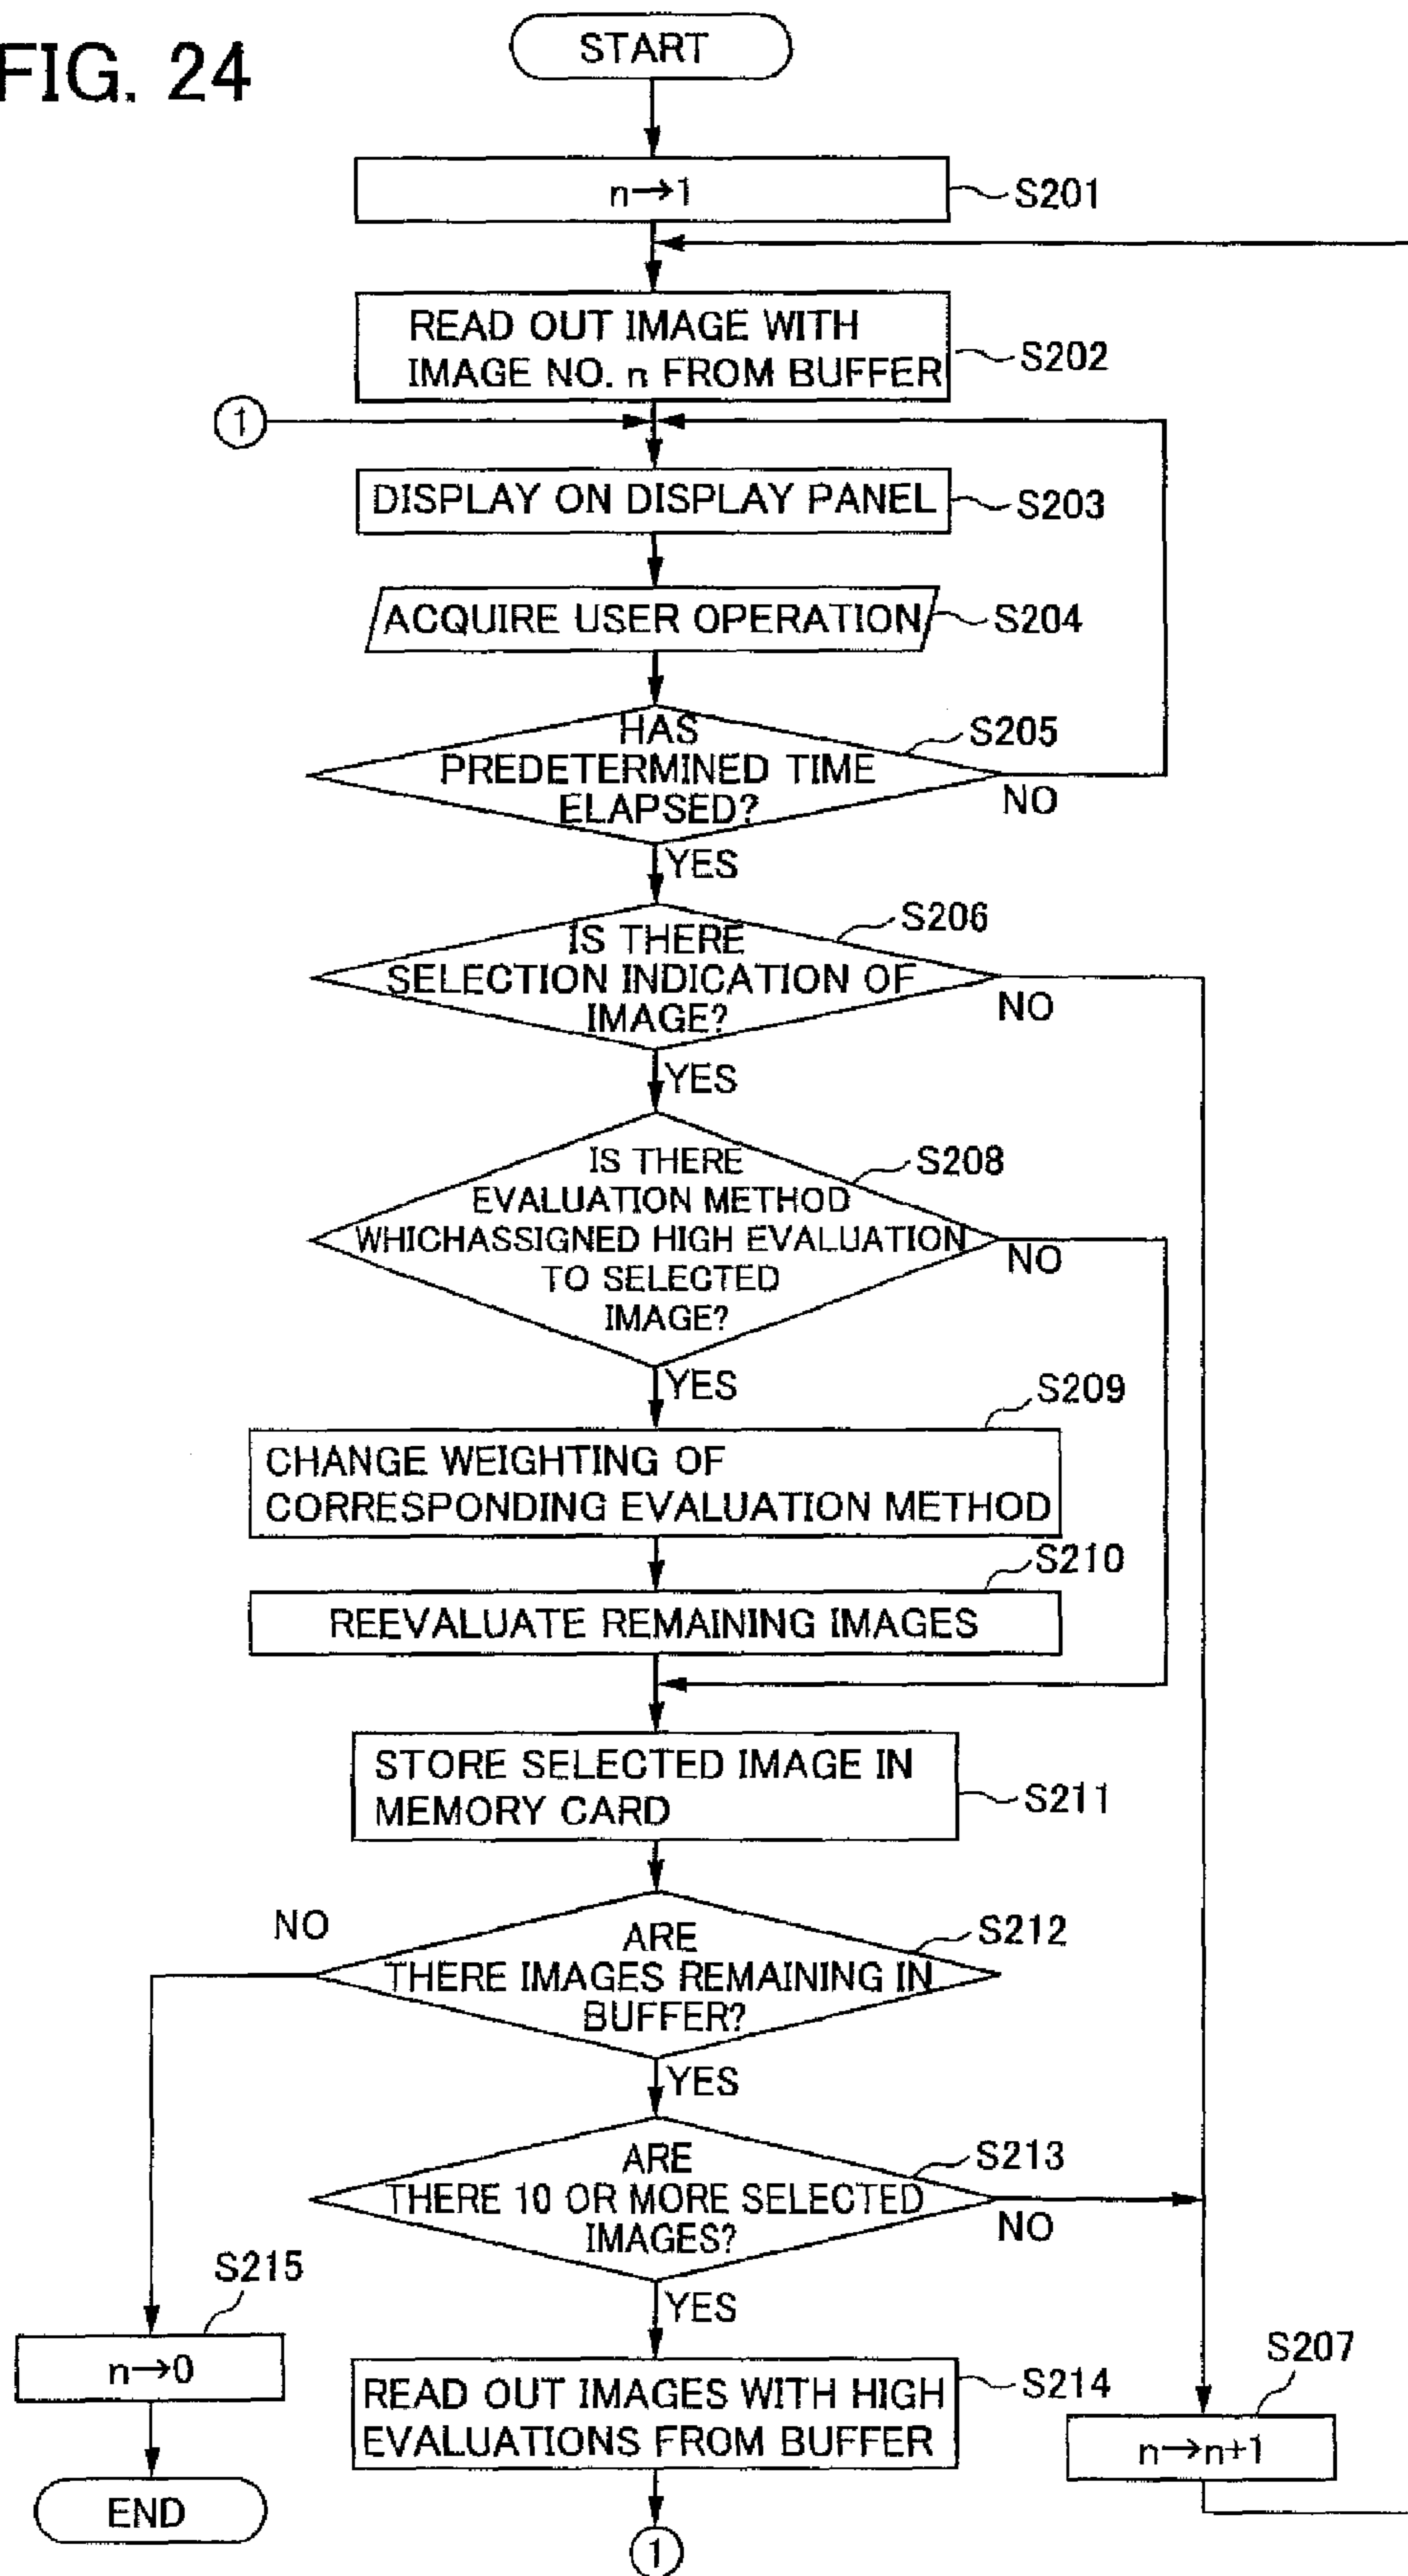 FIG. 24
START
n→1
S201
READ OUT IMAGE WITH
IMAGE NO. n FROM BUFFER
S202
1
DISPLAY ON DISPLAY PANEL
S203
ACQUIRE USER OPERATION
S204
HAS
PREDETERMINED TIME
ELAPSED?
S205
NO
YES
IS THERE
SELECTION INDICATION OF
IMAGE?
S206
NO
YES
IS THERE
EVALUATION METHOD
WHICHASSIGNED HIGH EVALUATION
TO SELECTED
IMAGE?
S208
NO
YES
S209
CHANGE WEIGHTING OF
CORRESPONDING EVALUATION METHOD
S210
REEVALUATE REMAINING IMAGES
STORE SELECTED IMAGE IN
MEMORY CARD
S211
NO
ARE
THERE IMAGES REMAINING IN
BUFFER?
S212
YES
ARE
THERE 10 OR MORE SELECTED
IMAGES?
S213
NO
YES
S215
n→0
END
READ OUT IMAGES WITH HIGH
EVALUATIONS FROM BUFFER
S214
S207
n→n+1
1